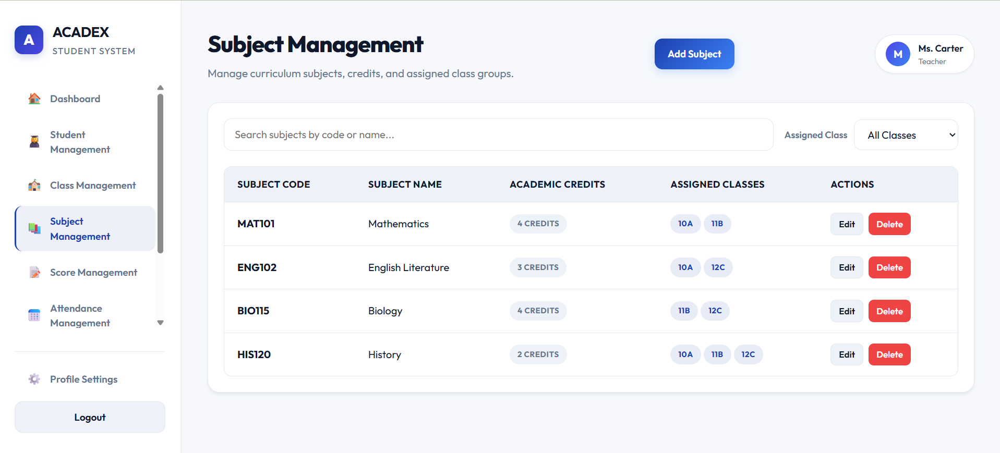 A
ACADEX
STUDENT SYSTEM
Dashboard
Student
Management
Class Management
Subject
Management
Score Management
Attendance
Management
Profile Settings
Logout
Subject Management
Manage curriculum subjects, credits, and assigned class groups.
Add Subject
M
Ms. Carter
Teacher
Search subjects by code or name...
Assigned Class
All Classes
SUBJECT CODE SUBJECT NAME ACADEMIC CREDITS ASSIGNED CLASSES ACTIONS
MAT101 Mathematics 4 CREDITS 10A 11B Edit Delete
ENG102 English Literature 3 CREDITS 10A 12C Edit Delete
BIO115 Biology 4 CREDITS 11B 12C Edit Delete
HIS120 History 2 CREDITS 10A 11B 12C Edit Delete